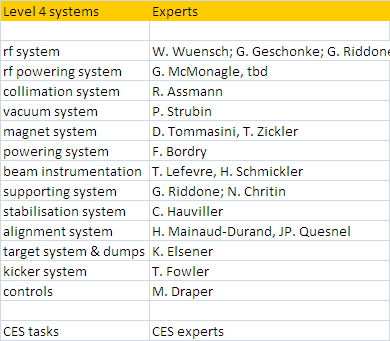 Level 4 systems Experts
rf system W. Wuensch; G. Geschonke; G. Riddone
rf powering system G. McMonagle, tbd
collimation system R. Assmann
vacuum system P. Strubin
magnet system D. Tommasini, T. Zickler
powering system F. Bordry
beam instrumentation T. Lefevre, H. Schmickler
supporting system G. Riddone; N. Chritin
stabilisation system C. Hauviller
alignment system H. Mainaud-Durand, JP. Quesnel
target system & dumps K. Elsener
kicker system T. Fowler
controls M. Draper
CES tasks CES experts